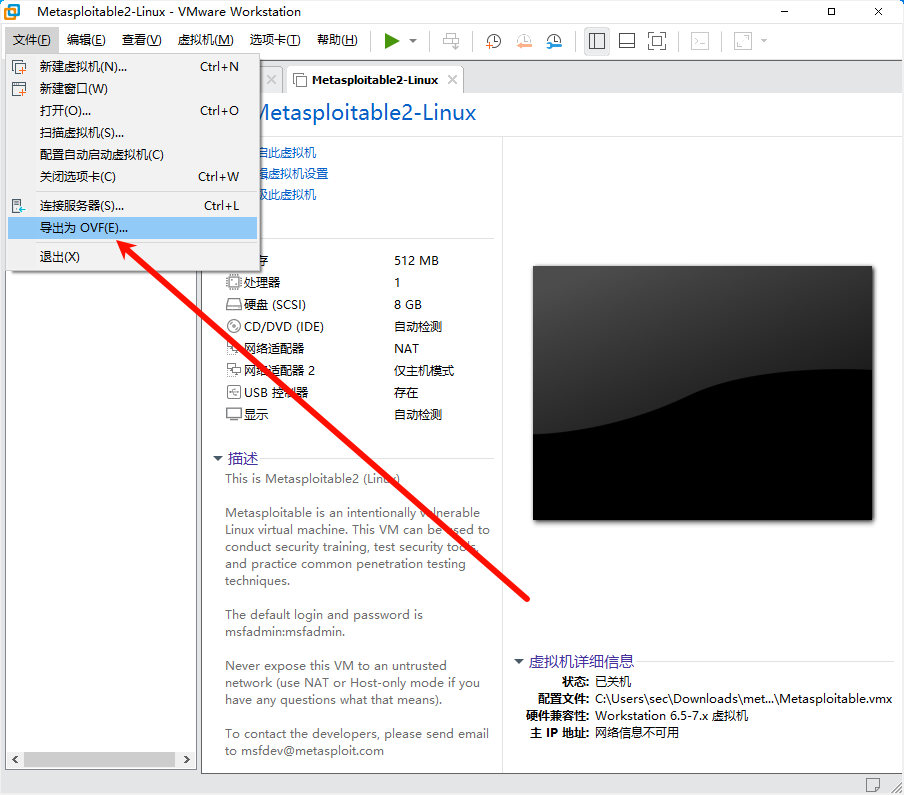 Metasploitable2-Linux - VMware Workstation
文件(F) 编辑(E) 查看(V) 虚拟机(M) 选项卡(T) 帮助(H)
新建虚拟机(N)... Ctrl+N
新建窗口(W)
打开(O)... Ctrl+O
扫描虚拟机(S)...
配置自动启动虚拟机(C)
关闭选项卡(C) Ctrl+W
连接服务器(S)... Ctrl+L
导出为 OVF(E)...
退出(X)
Metasploitable2-Linux
Metasploitable2-Linux
启此虚拟机
辑虚拟机设置
级此虚拟机
存 512 MB
处理器 1
硬盘 (SCSI) 8 GB
CD/DVD (IDE) 自动检测
网络适配器 NAT
网络适配器 2 仅主机模式
USB 控制器 存在
显示 自动检测
描述
This is Metasploitable2 (Linux)
Metasploitable is an intentionally vulnerable
Linux virtual machine. This VM can be used to
conduct security training, test security tools,
and practice common penetration testing
techniques.
The default login and password is
msfadmin:msfadmin.
Never expose this VM to an untrusted
network (use NAT or Host-only mode if you
have any questions what that means).
To contact the developers, please send email
to msfdev@metasploit.com
虚拟机详细信息
状态: 已关机
配置文件: C:\Users\sec\Downloads\met...\Metasploitable.vmx
硬件兼容性: Workstation 6.5-7.x 虚拟机
主 IP 地址: 网络信息不可用